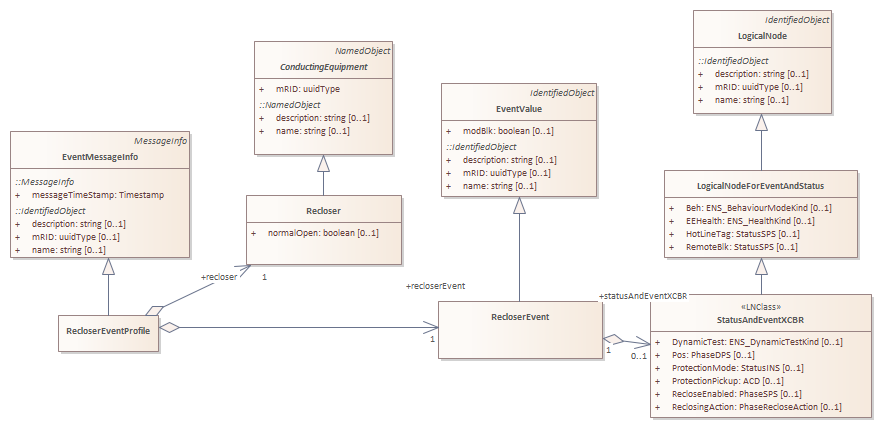 MessageInfo
EventMessageInfo
::MessageInfo
+ messageTimeStamp: Timestamp
::IdentifiedObject
+ description: string [0..1]
+ mRID: uuidType [0..1]
+ name: string [0..1]
RecloserEventProfile
NamedObject
ConductingEquipment
+ mRID: uuidType
::NamedObject
+ description: string [0..1]
+ name: string [0..1]
Recloser
+ normalOpen: boolean [0..1]
+recloser
1
IdentifiedObject
EventValue
+ modBlk: boolean [0..1]
::IdentifiedObject
+ description: string [0..1]
+ mRID: uuidType [0..1]
+ name: string [0..1]
+recloserEvent
1
RecloserEvent
IdentifiedObject
LogicalNode
::IdentifiedObject
+ description: string [0..1]
+ mRID: uuidType [0..1]
+ name: string [0..1]
LogicalNodeForEventAndStatus
+ Beh: ENS_BehaviourModeKind [0..1]
+ EEHealth: ENS_HealthKind [0..1]
+ HotLineTag: StatusSPS [0..1]
+ RemoteBlk: StatusSPS [0..1]
+statusAndEventXCBR
1
0..1
«LNClass»
StatusAndEventXCBR
+ DynamicTest: ENS_DynamicTestKind [0..1]
+ Pos: PhaseDPS [0..1]
+ ProtectionMode: StatusINS [0..1]
+ ProtectionPickup: ACD [0..1]
+ RecloseEnabled: PhaseSPS [0..1]
+ ReclosingAction: PhaseRecloseAction [0..1]